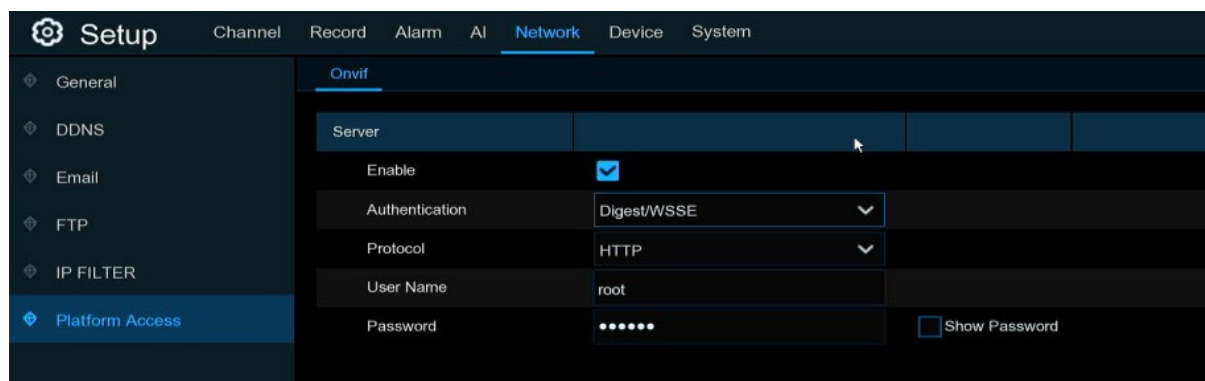 Setup Channel Record Alarm AI Network Device System
General
DDNS
Email
FTP
IP FILTER
Platform Access
Onvif
Server
Enable
Authentication Digest/WSSE
Protocol HTTP
User Name root
Password •••••• Show Password